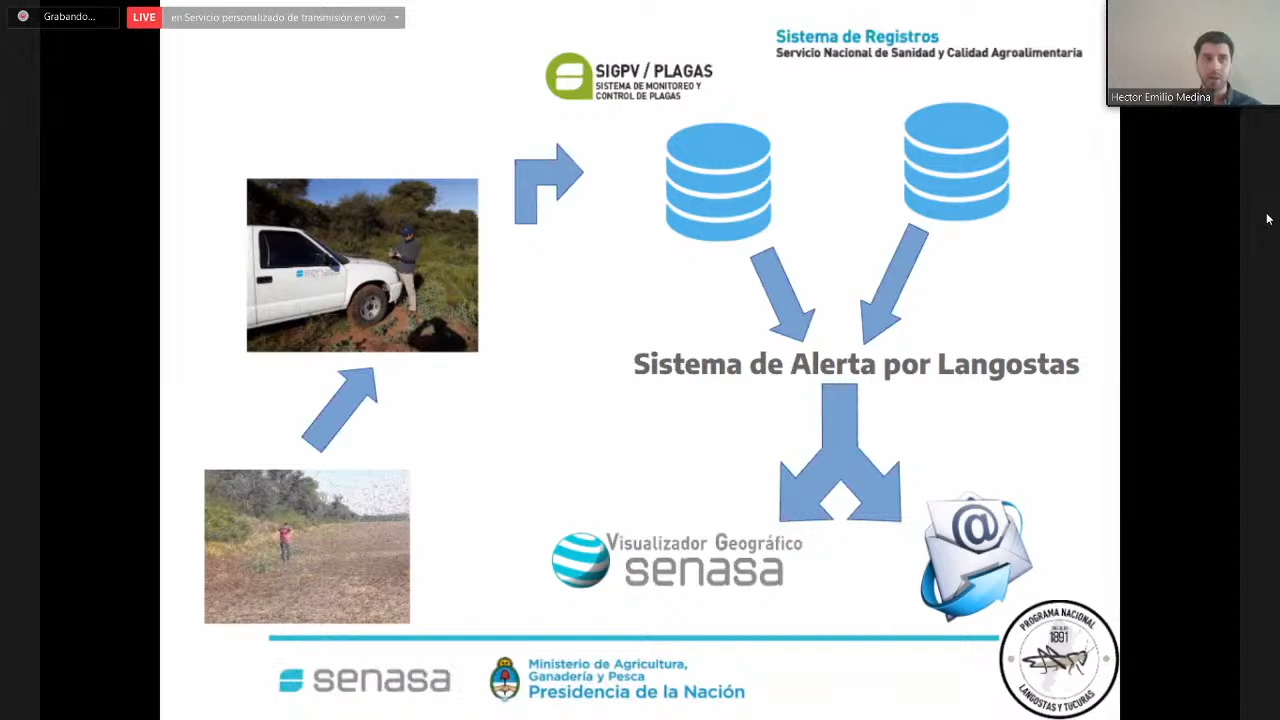 Grabando...
LIVE
en Servicio personalizado de transmisión en vivo
Hector Emilio Medina
SIGPV / PLAGAS
SISTEMA DE MONITOREO Y
CONTROL DE PLAGAS
Sistema de Registros
Servicio Nacional de Sanidad y Calidad Agroalimentaria
senasa
Sistema de Alerta por Langostas
Visualizador Geográfico
senasa
@
senasa
Ministerio de Agricultura,
Ganadería y Pesca
Presidencia de la Nación
PROGRAMA NACIONAL
1891
LANGOSTAS Y TUCURAS